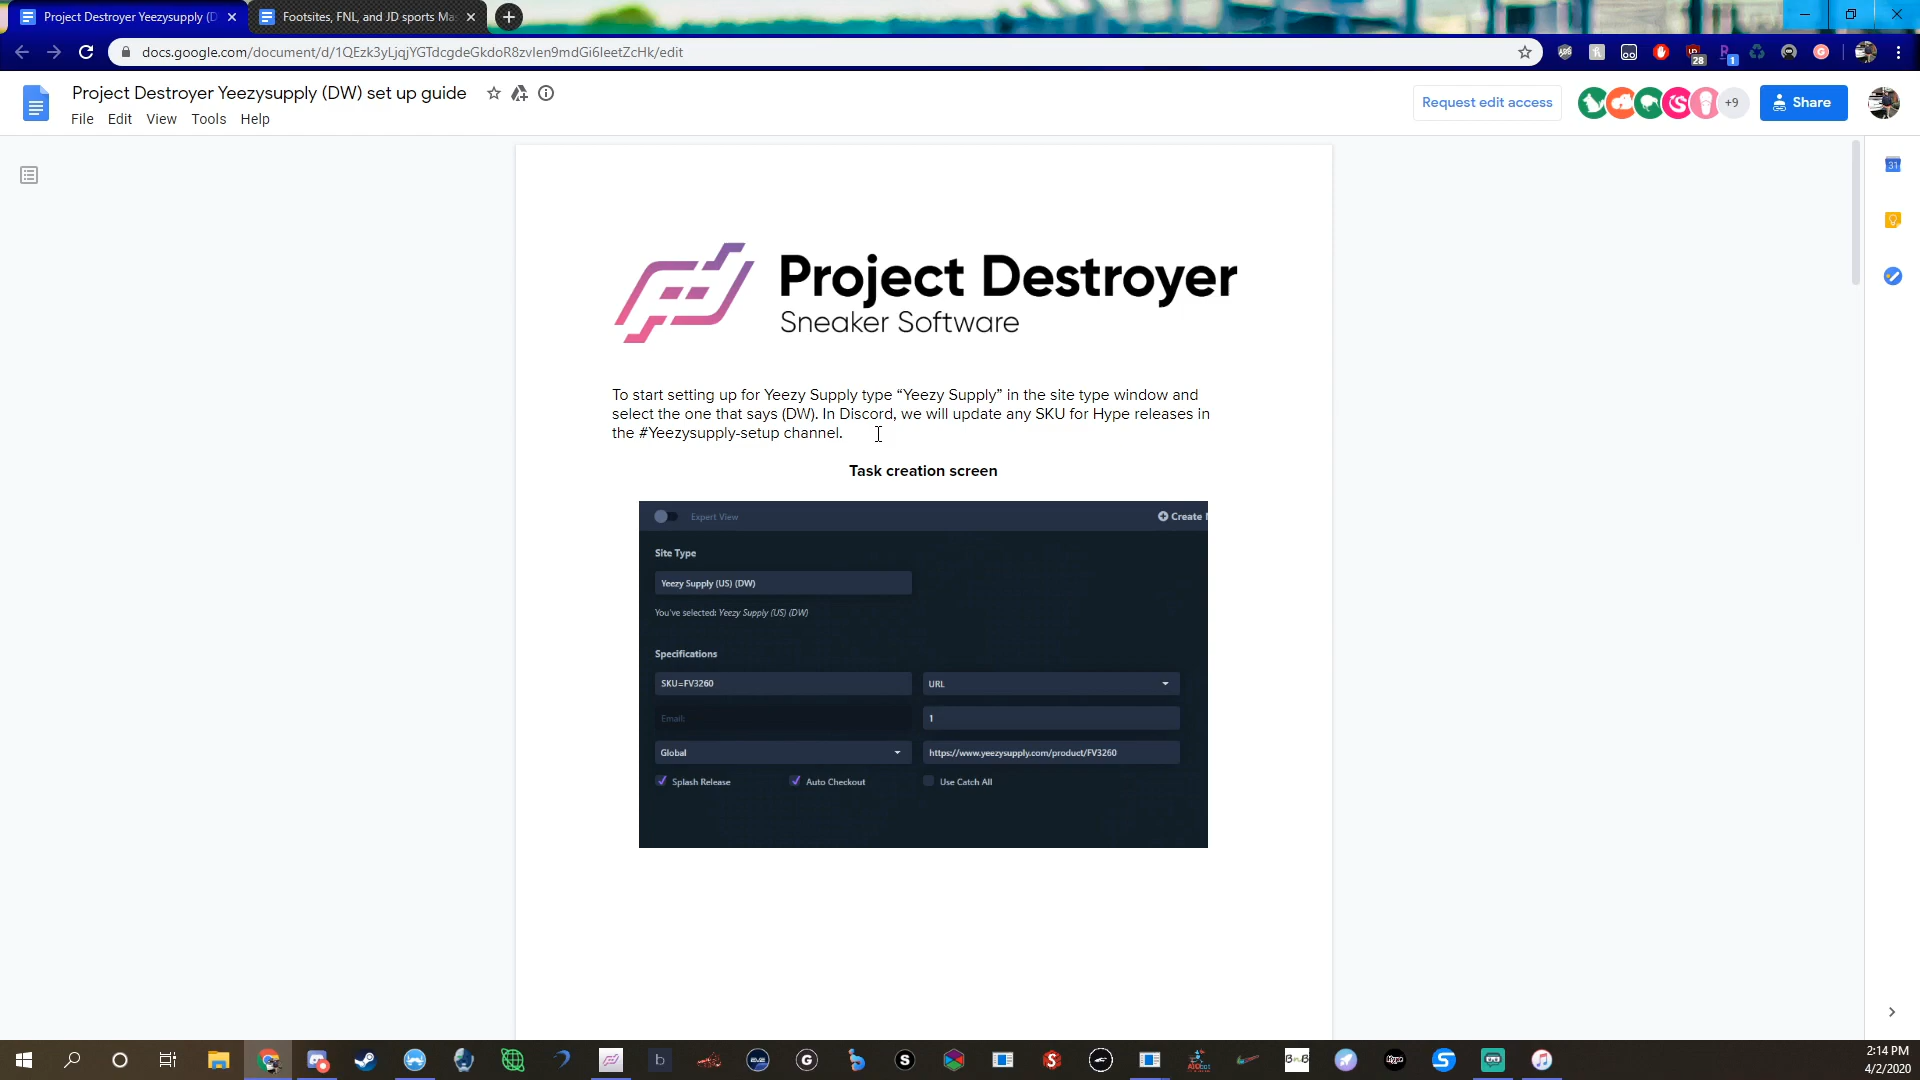 Project Destroyer Yeezysupply (D
Footsites, FNL, and JD sports Ma
docs.google.com/document/d/1QEzk3yLjqjYGTdcgdeGkdoR8zvlen9mdGi6leetZcHk/edit
28
1
Project Destroyer Yeezysupply (DW) set up guide
File Edit View Tools Help
Request edit access
+9
Share
31
Project Destroyer
Sneaker Software
To start setting up for Yeezy Supply type “Yeezy Supply” in the site type window and
select the one that says (DW). In Discord, we will update any SKU for Hype releases in
the #Yeezysupply-setup channel.
Task creation screen
Expert View
Create
Site Type
Yeezy Supply (US) (DW)
You've selected: Yeezy Supply (US) (DW)
Specifications
SKU=FV3260
URL
Email:
1
Global
https://www.yeezysupply.com/product/FV3260
Splash Release
Auto Checkout
Use Catch All
2:14 PM
4/2/2020